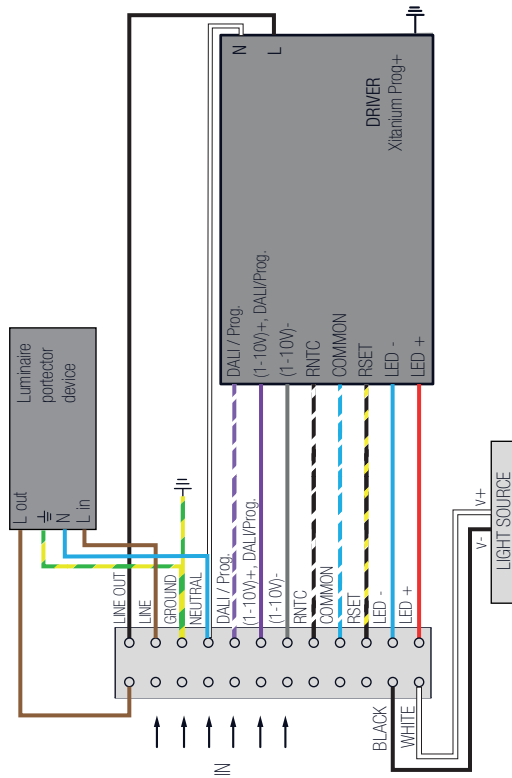 Luminaire
portector
device
L out
N
L in
N
L
DRIVER
Xitanium Prog+
DALI / Prog.
(1-10V)+, DALI/Prog.
(1-10V)-
RNTC
COMMON
RSET
LED -
LED +
LINE OUT
LINE
GROUND
NEUTRAL
DALI / Prog.
(1-10V)+, DALI/Prog.
(1-10V)-
RNTC
COMMON
RSET
LED -
LED +
IN
BLACK
WHITE
V-
V+
LIGHT SOURCE